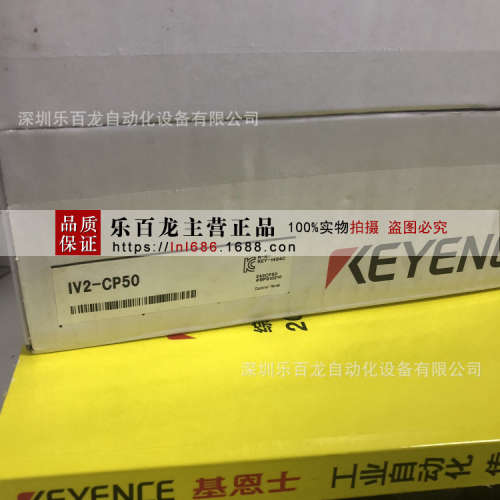 深圳乐百龙自动化设备有限公司
品质
保证
乐百龙主营正品
100%实物拍摄 盗图必究
https://lnl686.1688.com
IV2-CP50
KEYENCE
深圳乐百龙自动化设备有限公司
KEYENCE 基恩士 工业自动化